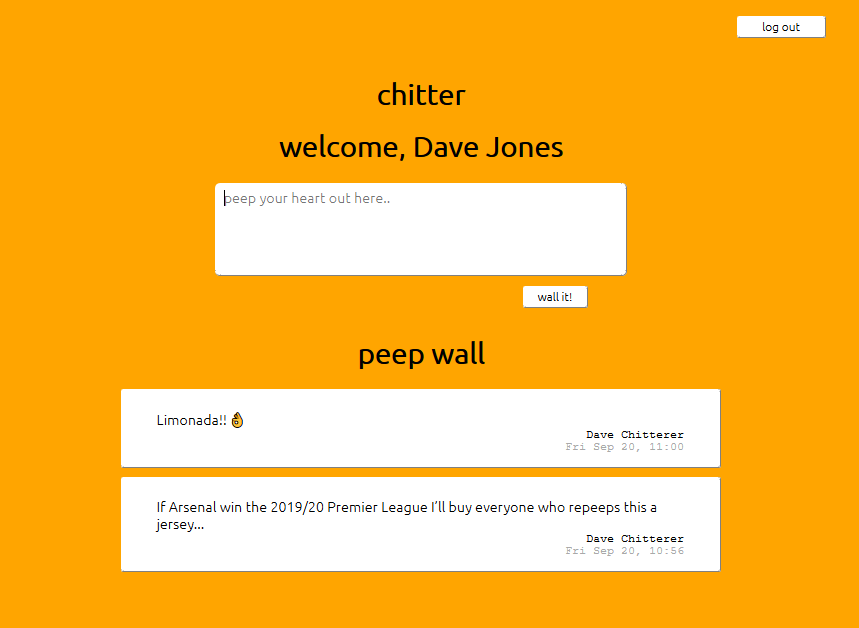 log out
chitter
welcome, Dave Jones
peep your heart out here..
wall it!
peep wall
Limonada!! 👌
Dave Chitterer
Fri Sep 20, 11:00
If Arsenal win the 2019/20 Premier League I’ll buy everyone who repeeps this a
jersey...
Dave Chitterer
Fri Sep 20, 10:56